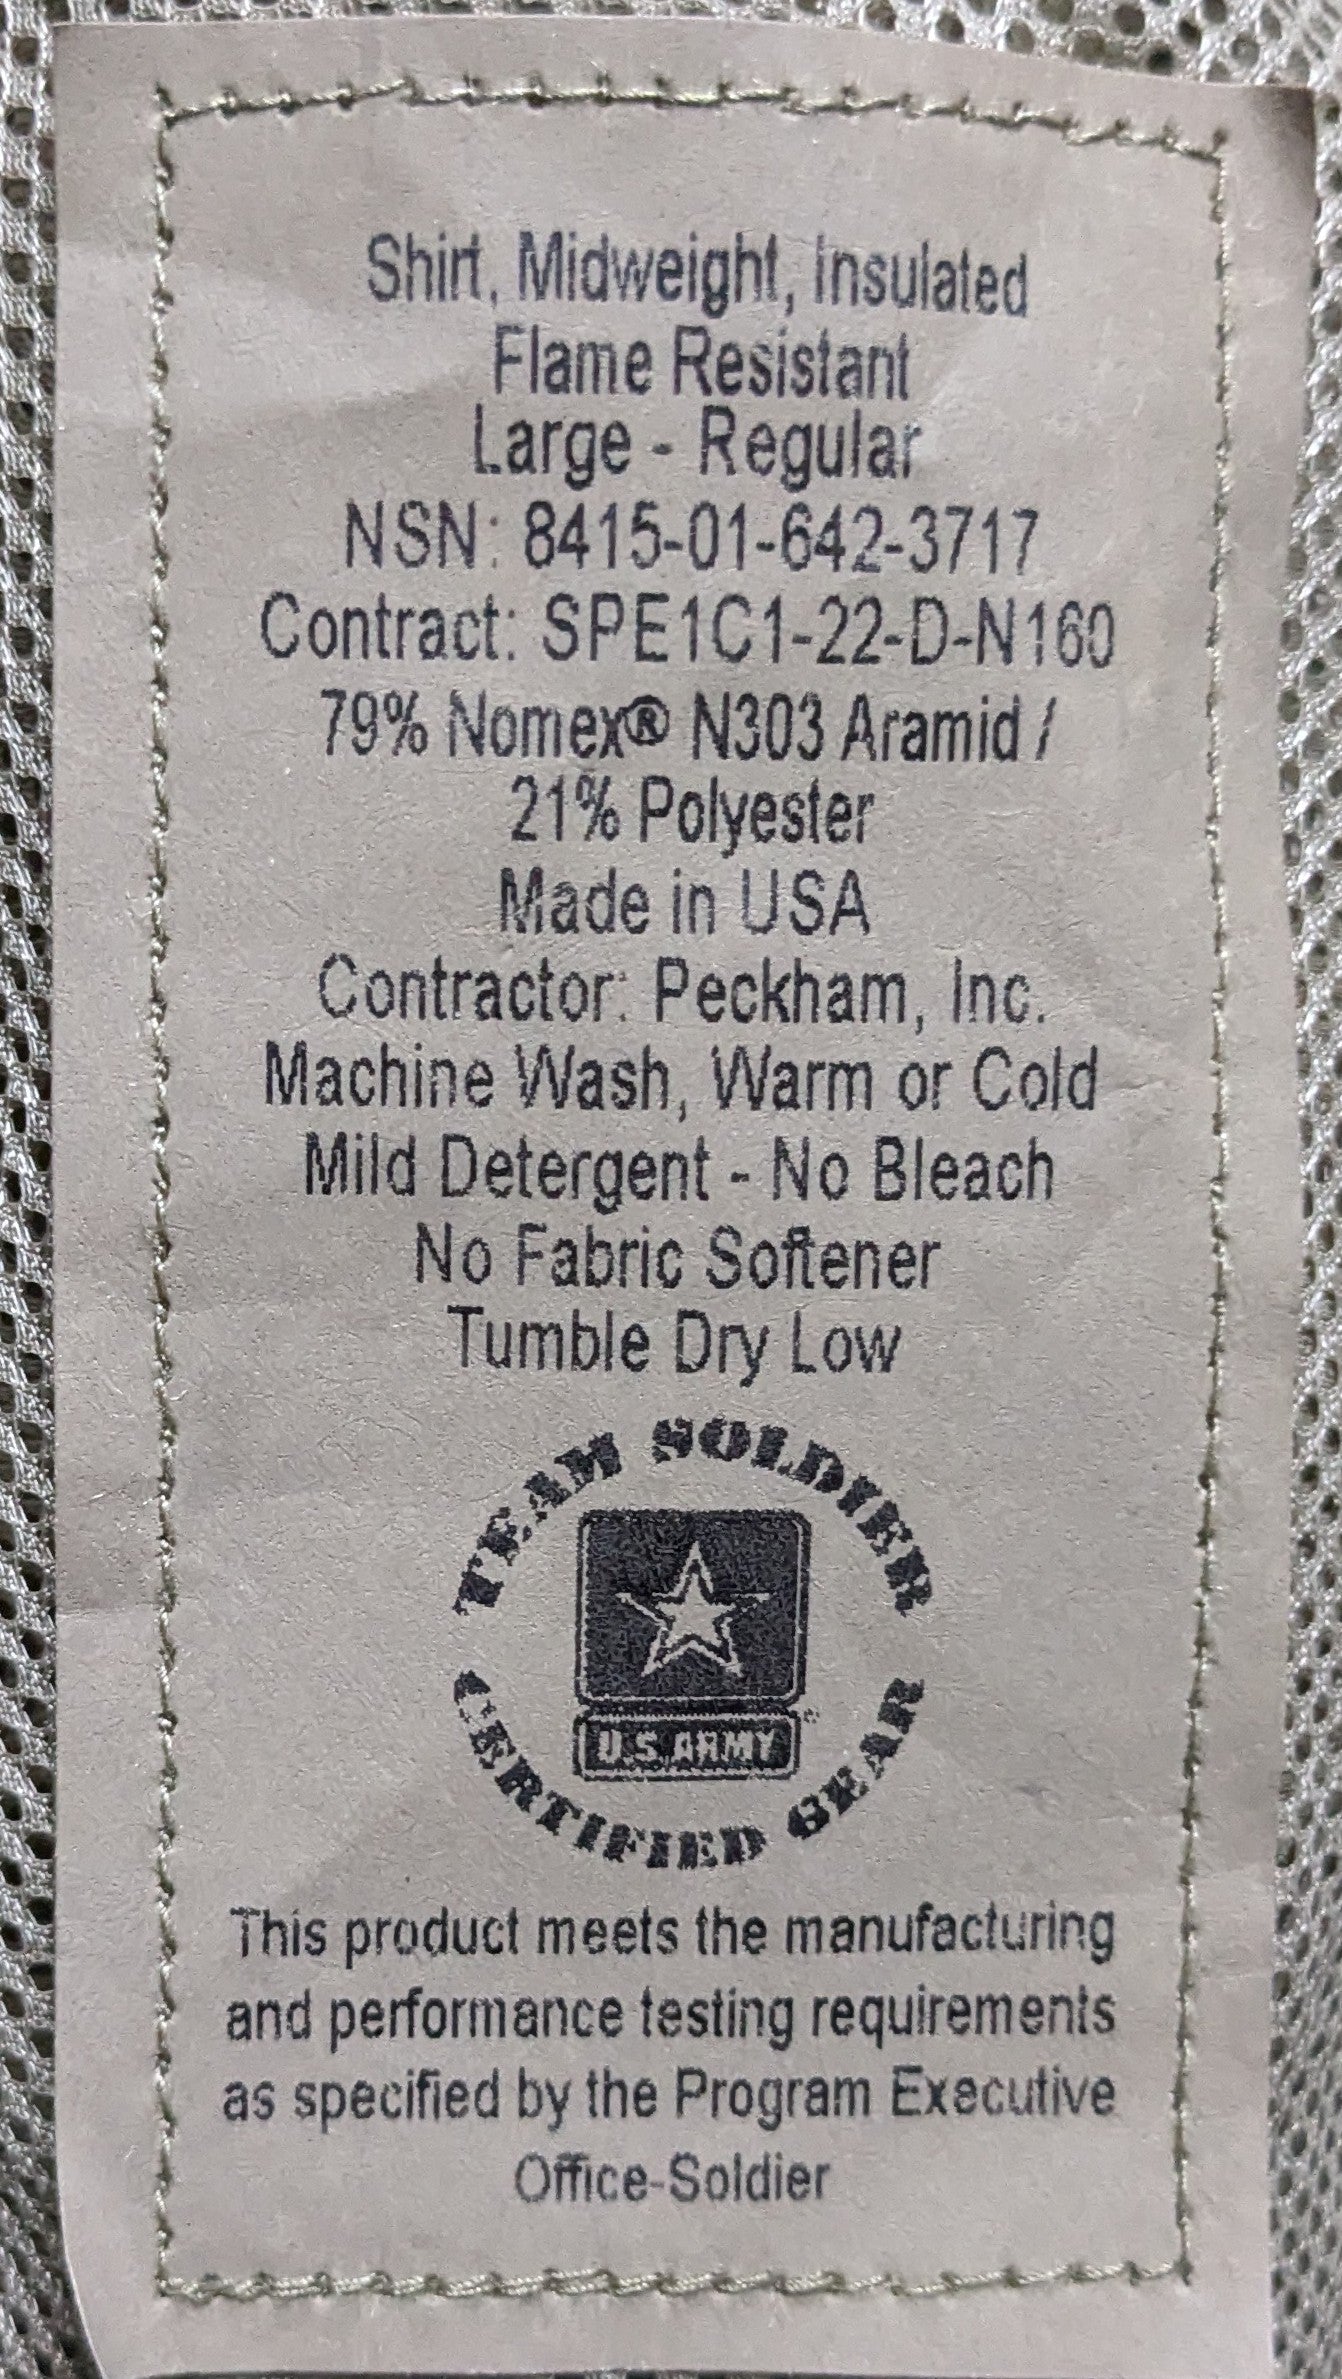 Shirt, Midweight, Insulated
Flame Resistant
Large - Regular
NSN: 8415-01-642-3717
Contract: SPE1C1-22-D-N160
79% Nomex® N303 Aramid /
21% Polyester
Made in USA
Contractor: Peckham, Inc.
Machine Wash, Warm or Cold
Mild Detergent - No Bleach
No Fabric Softener
Tumble Dry Low
TEAM SOLDIER
U.S.ARMY®
CERTIFIED GEAR
This product meets the manufacturing
and performance testing requirements
as specified by the Program Executive
Office-Soldier